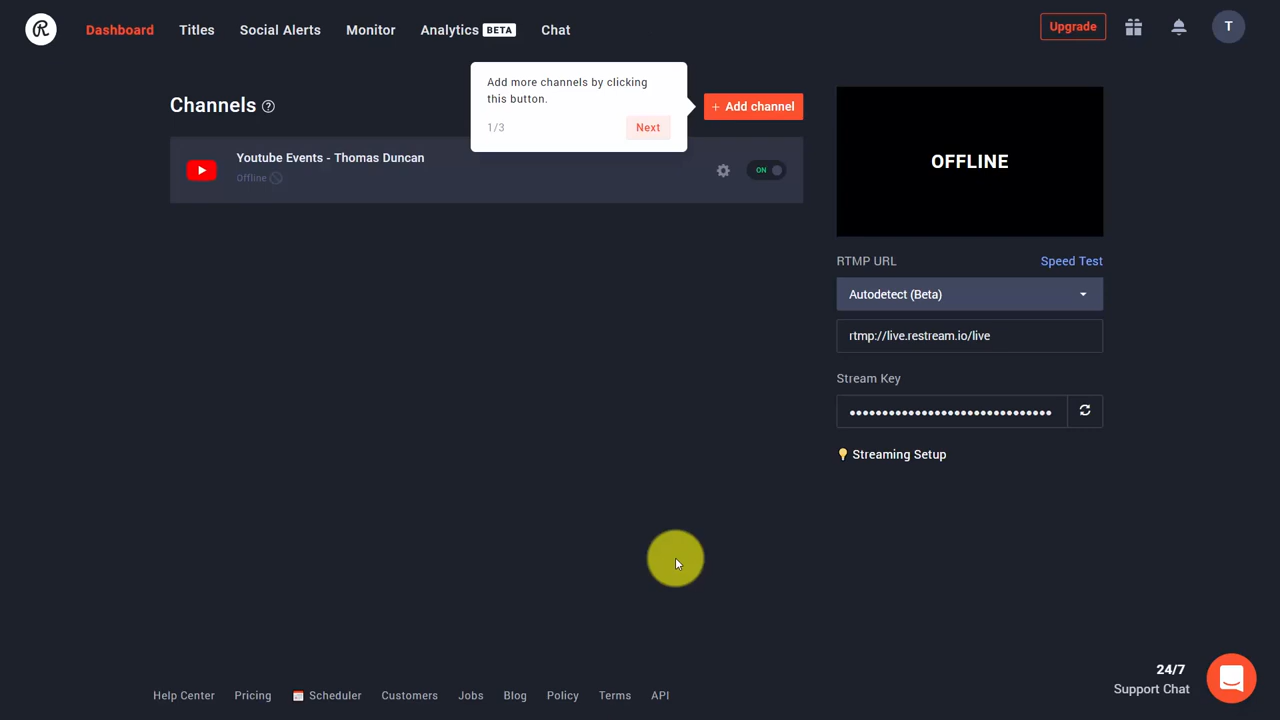 Dashboard Titles Social Alerts Monitor Analytics BETA Chat Upgrade T
Add more channels by clicking
this button.
1/3 Next
Channels ?
+ Add channel
Youtube Events - Thomas Duncan
Offline
ON
OFFLINE
RTMP URL Speed Test
Autodetect (Beta)
rtmp://live.restream.io/live
Stream Key
••••••••••••••••••••••••••••••••
Streaming Setup
24/7
Support Chat
Help Center Pricing Scheduler Customers Jobs Blog Policy Terms API